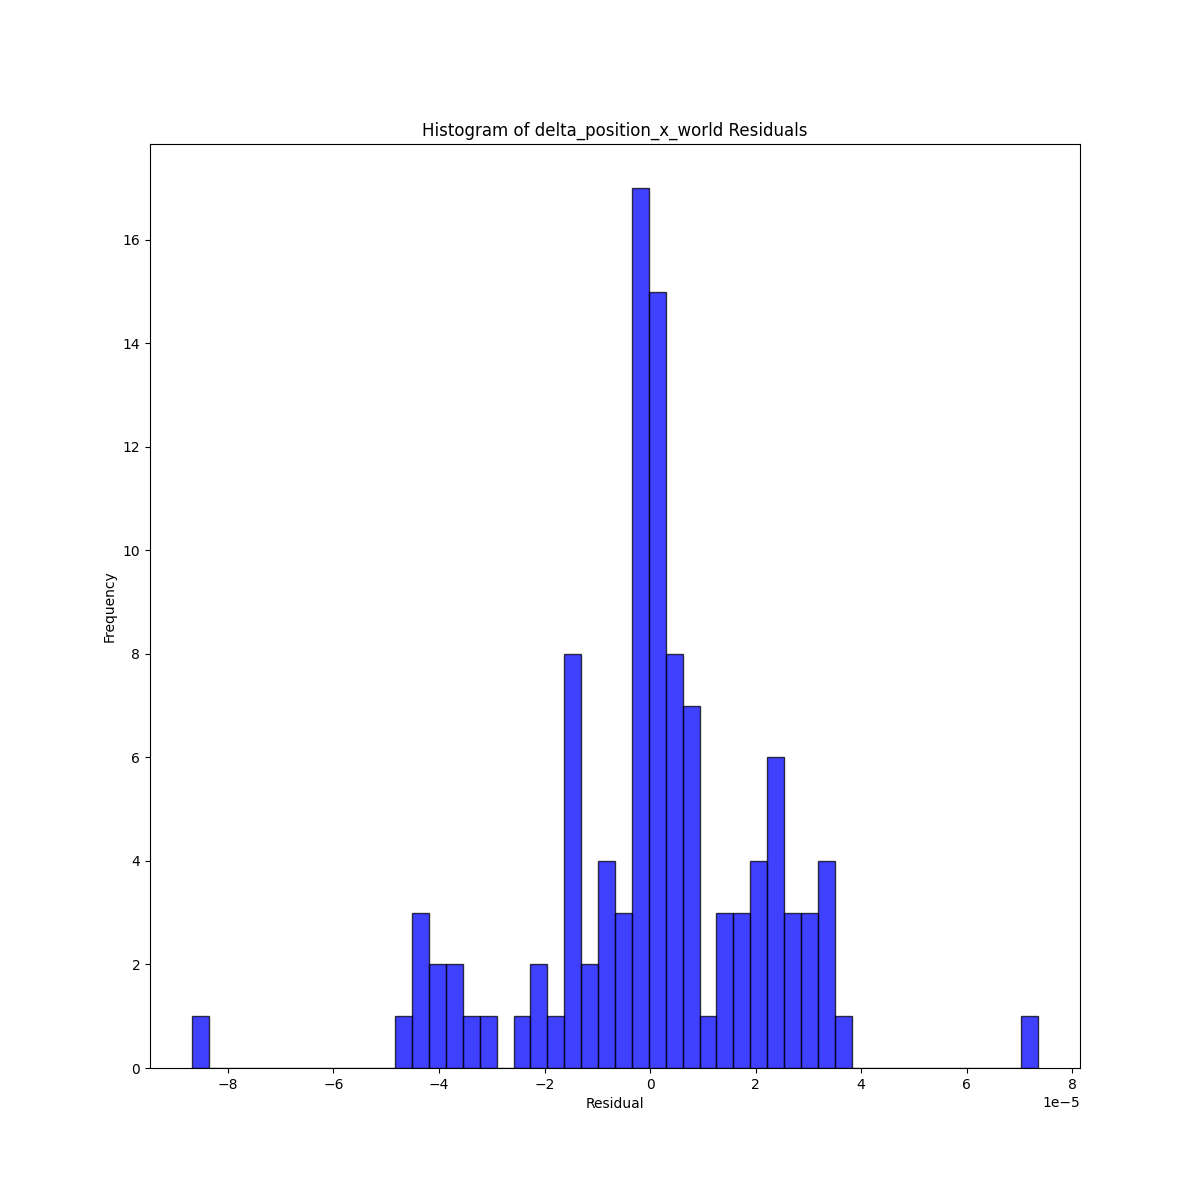 Histogram of delta_position_x_world Residuals
16
14
12
10
8
6
4
2
0
Frequency
−8 −6 −4 −2 0 2 4 6 8
1e−5
Residual